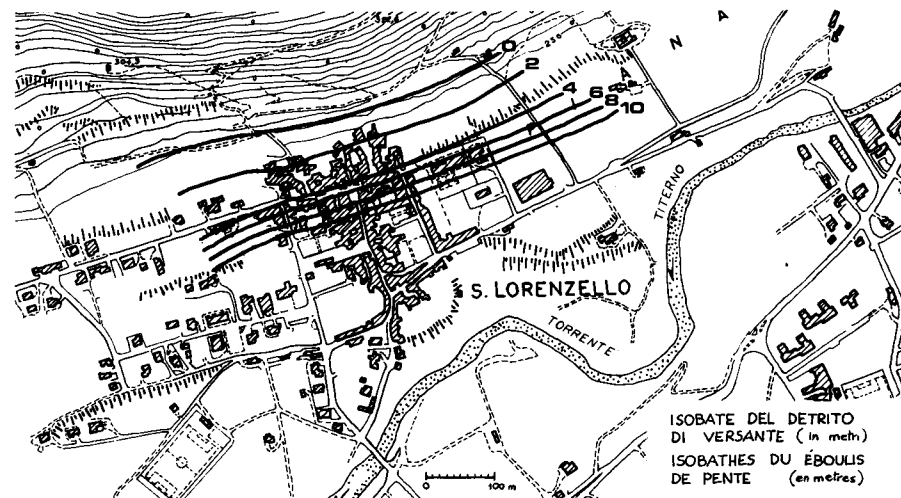 0
2
250
4
6
8
10
A N A
TITERNO
S. LORENZELLO
TORRENTE
ISOBATE DEL DETRITO
DI VERSANTE (in metri)
ISOBATHES DU ÉBOULIS
DE PENTE (en metres)
0 100 m